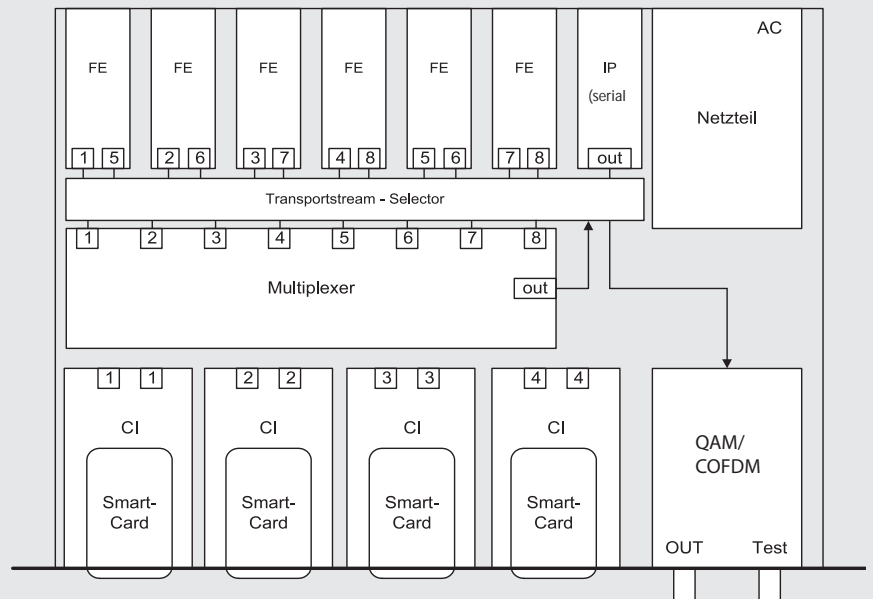 FE FE FE FE FE FE IP AC
(serial
Netzteil
1 5 2 6 3 7 4 8 5 6 7 8 out
Transportstream - Selector
1 2 3 4 5 6 7 8
Multiplexer out
1 1 2 2 3 3 4 4
CI CI CI CI
QAM/
COFDM
Smart-
Card
Smart-
Card
Smart-
Card
Smart-
Card
OUT Test